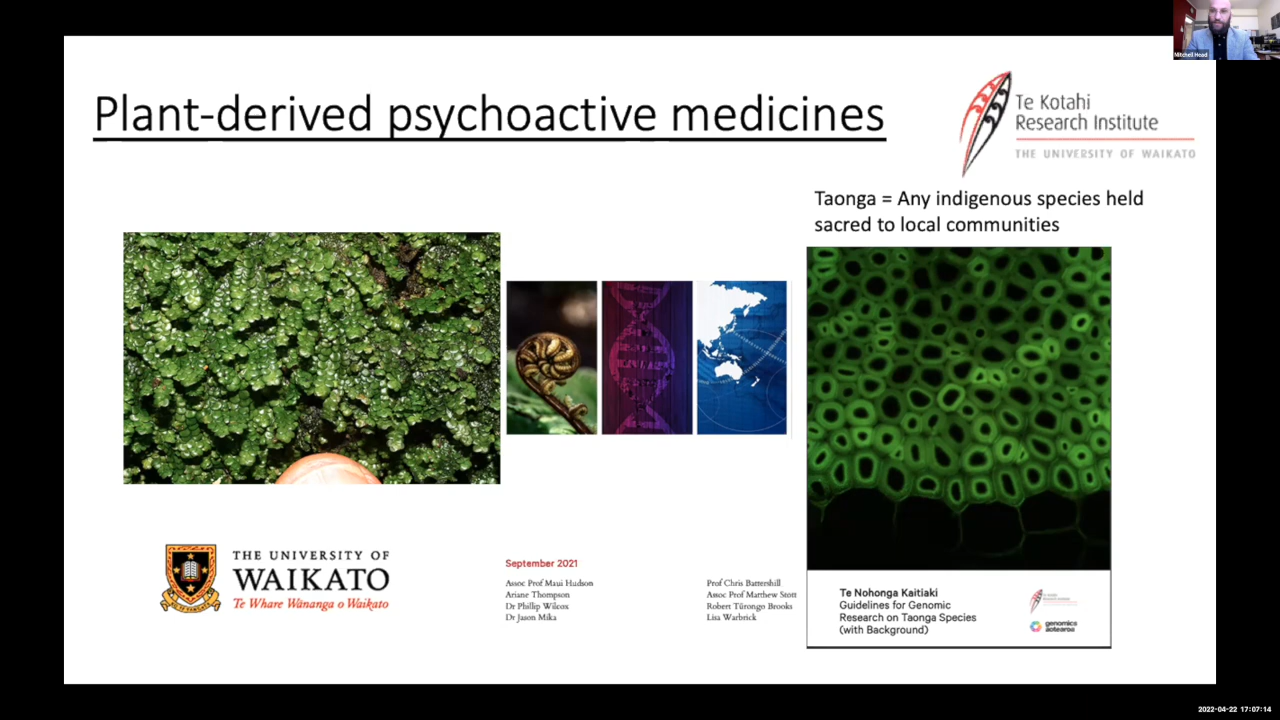 Mitchell Head
Plant-derived psychoactive medicines
Te Kotahi
Research Institute
THE UNIVERSITY OF WAIKATO
Taonga = Any indigenous species held
sacred to local communities
THE UNIVERSITY OF
WAIKATO
Te Whare Wānanga o Waikato
September 2021
Assoc Prof Maui Hudson
Ariane Thompson
Dr Phillip Wilcox
Dr Jason Mika
Prof Chris Battershill
Assoc Prof Matthew Stott
Robert Tūrongo Brooks
Lisa Warbrick
Te Nohonga Kaitiaki
Guidelines for Genomic
Research on Taonga Species
(with Background)
genomics
aotearoa
2022-04-22 17:07:14